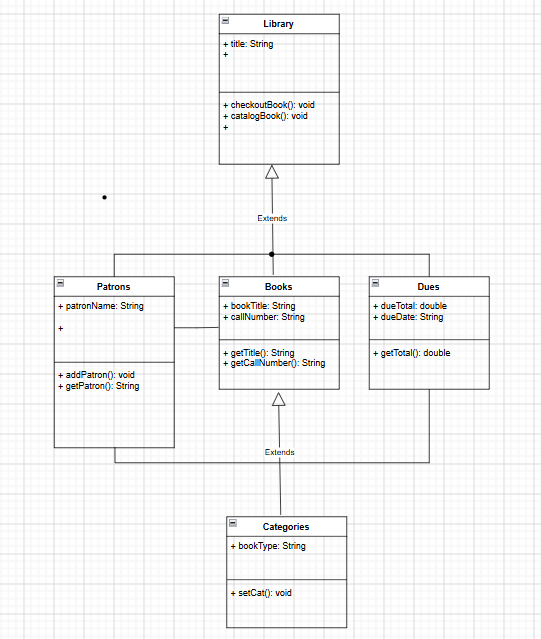 Library
+ title: String
+
+ checkoutBook(): void
+ catalogBook(): void
+
Extends
Patrons
+ patronName: String
+
+ addPatron(): void
+ getPatron(): String
Books
+ bookTitle: String
+ callNumber: String
+ getTitle(): String
+ getCallNumber(): String
Dues
+ dueTotal: double
+ dueDate: String
+ getTotal(): double
Extends
Categories
+ bookType: String
+ setCat(): void